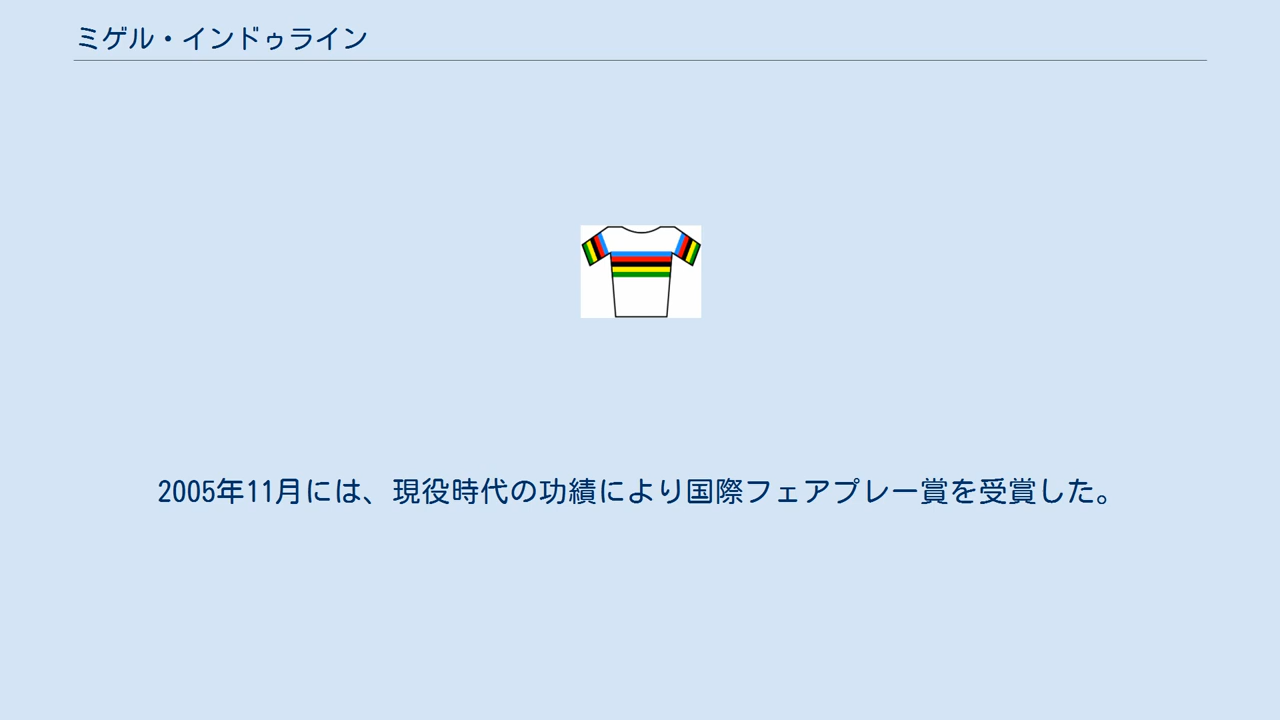 ミゲル・インドゥライン
2005年11月には、現役時代の功績により国際フェアプレー賞を受賞した。